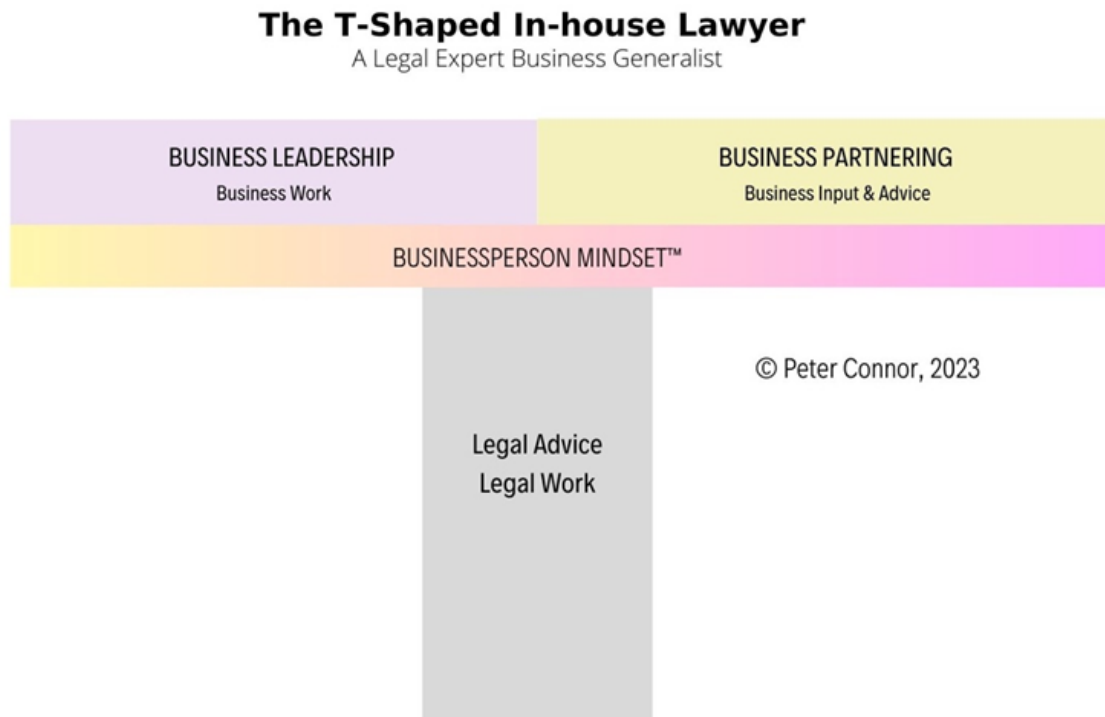 The T-Shaped In-house Lawyer
A Legal Expert Business Generalist
BUSINESS LEADERSHIP
Business Work
BUSINESS PARTNERING
Business Input & Advice
BUSINESSPERSON MINDSET™
© Peter Connor, 2023
Legal Advice
Legal Work